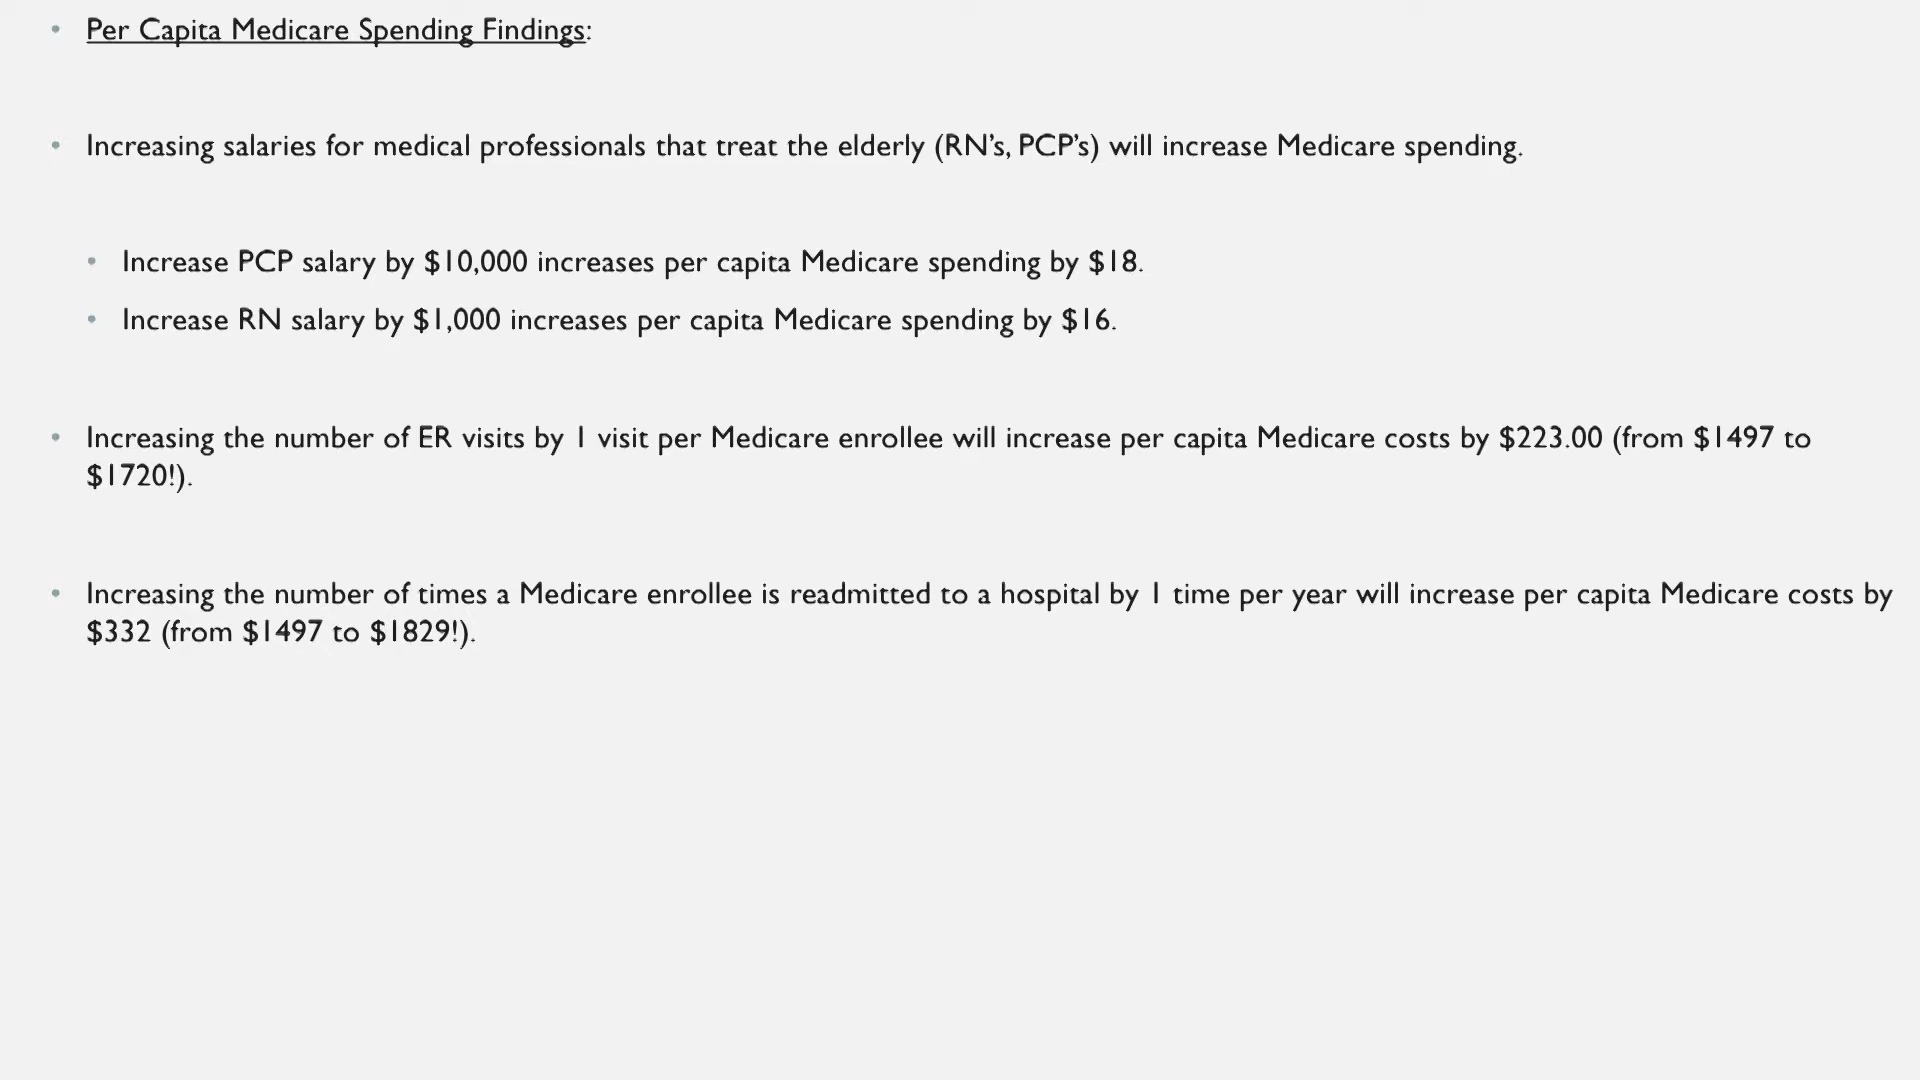 • Per Capita Medicare Spending Findings:
• Increasing salaries for medical professionals that treat the elderly (RN’s, PCP’s) will increase Medicare spending.
• Increase PCP salary by $10,000 increases per capita Medicare spending by $18.
• Increase RN salary by $1,000 increases per capita Medicare spending by $16.
• Increasing the number of ER visits by 1 visit per Medicare enrollee will increase per capita Medicare costs by $223.00 (from $1497 to
$1720!).
• Increasing the number of times a Medicare enrollee is readmitted to a hospital by 1 time per year will increase per capita Medicare costs by
$332 (from $1497 to $1829!).